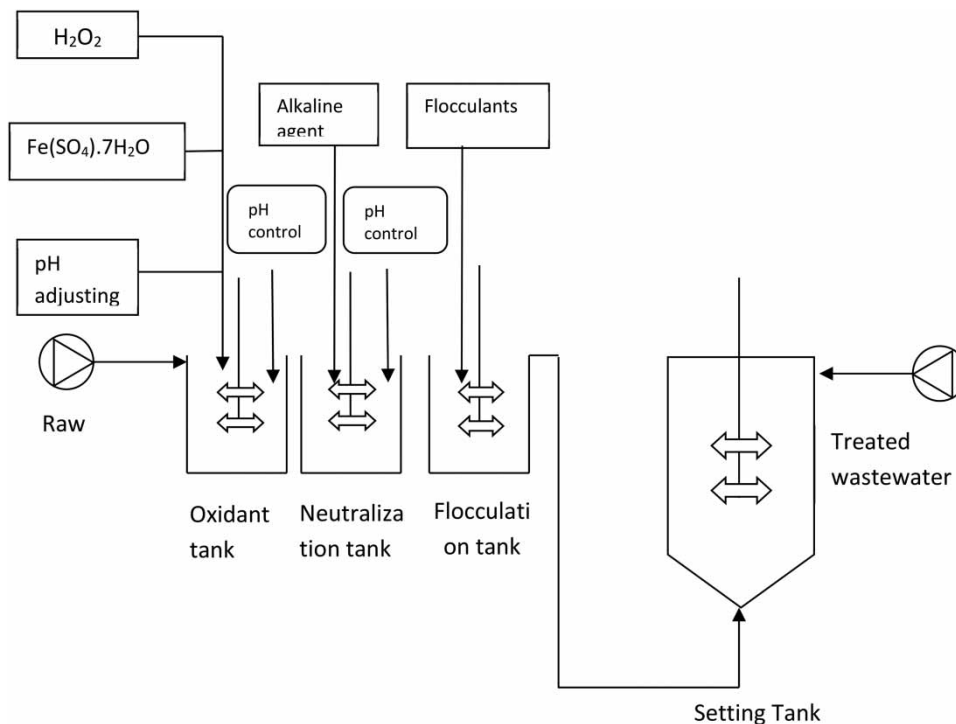 H₂O₂
Alkaline
agent
Flocculants
Fe(SO₄).7H₂O
pH
control
pH
control
pH
adjusting
Raw
Treated
wastewater
Oxidant
tank
Neutraliza
tion tank
Flocculati
on tank
Setting Tank